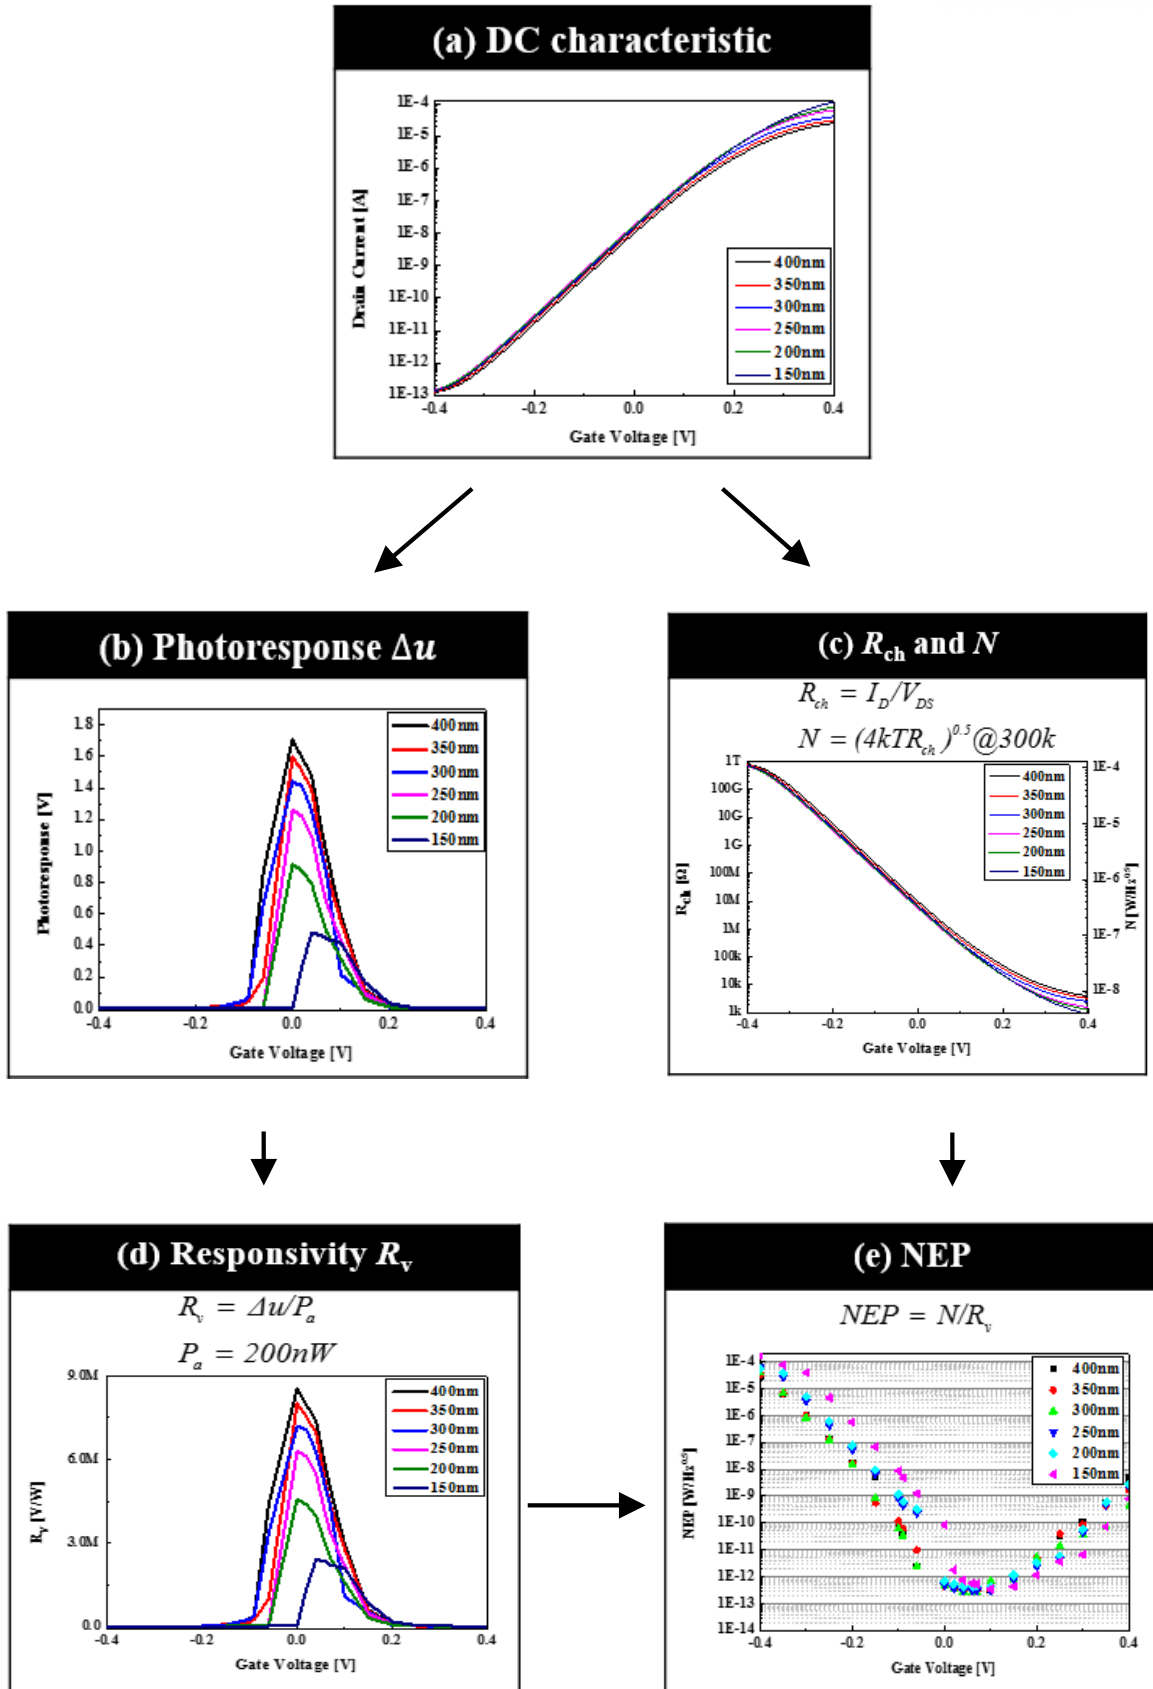 (a) DC characteristic
1E-4
1E-5
1E-6
1E-7
1E-8
1E-9
1E-10
1E-11
1E-12
1E-13
Drain Current [A]
400nm
350nm
300nm
250nm
200nm
150nm
-0.4 -0.2 0.0 0.2 0.4
Gate Voltage [V]
(b) Photoresponse Δu
1.8
1.6
1.4
1.2
1.0
0.8
0.6
0.4
0.2
0.0
Photoresponse [V]
400nm
350nm
300nm
250nm
200nm
150nm
-0.4 -0.2 0.0 0.2 0.4
Gate Voltage [V]
(c) Rch and N
Rch = ID/VDS
N = (4kTRch)^0.5@300k
1T
100G
10G
1G
100M
10M
1M
100k
10k
1k
Rch [Ω]
400nm
350nm
300nm
250nm
200nm
150nm
1E-4
1E-5
1E-6
1E-7
1E-8
N [W/Hz^0.5]
-0.4 -0.2 0.0 0.2 0.4
Gate Voltage [V]
(d) Responsivity Rv
Rv = Δu/Pa
Pa = 200nW
9.0M
6.0M
3.0M
0.0
Rv [V/W]
400nm
350nm
300nm
250nm
200nm
150nm
-0.4 -0.2 0.0 0.2 0.4
Gate Voltage [V]
(e) NEP
NEP = N/Rv
1E-4
1E-5
1E-6
1E-7
1E-8
1E-9
1E-10
1E-11
1E-12
1E-13
1E-14
NEP [W/Hz^0.5]
400nm
350nm
300nm
250nm
200nm
150nm
-0.4 -0.2 0.0 0.2 0.4
Gate Voltage [V]